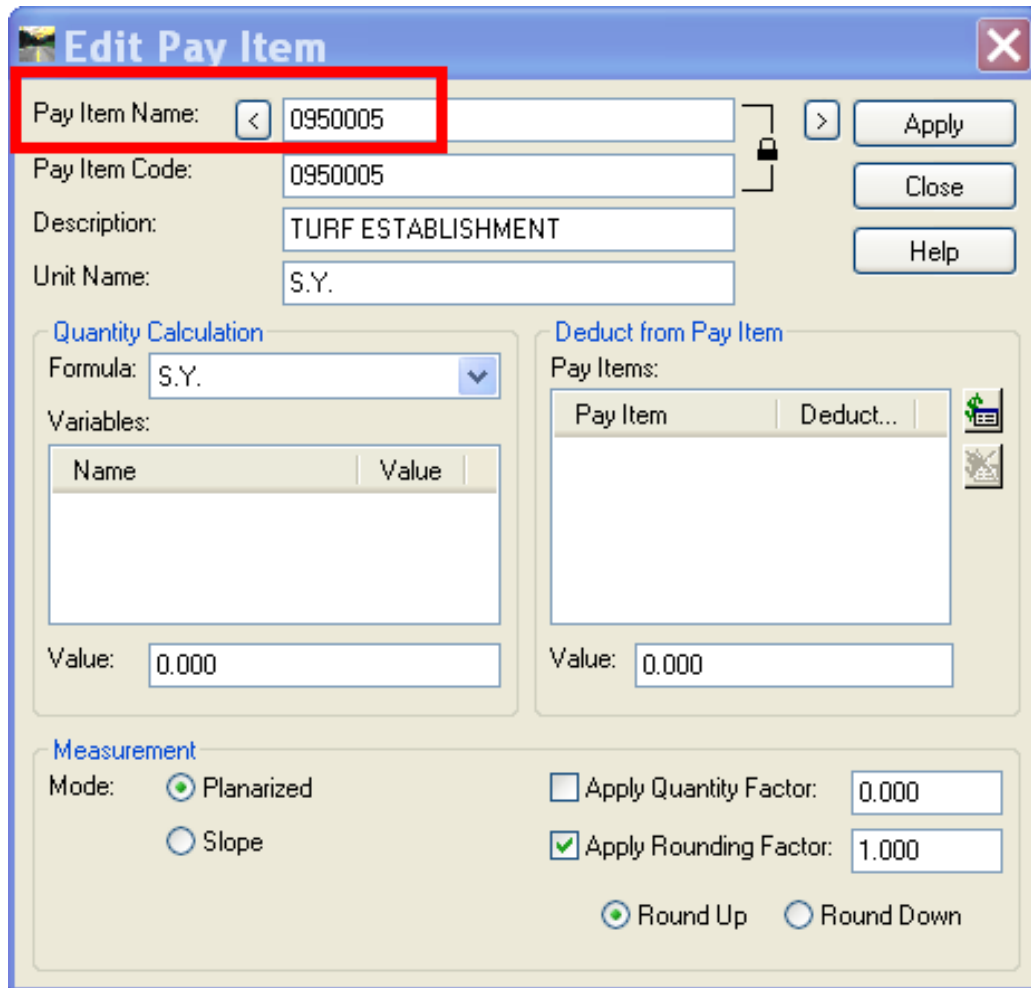 Edit Pay Item
Pay Item Name: < 0950005 > Apply
Pay Item Code: 0950005 Close
Description: TURF ESTABLISHMENT
Help
Unit Name: S.Y.
Quantity Calculation
Formula: S.Y.
Variables:
Name Value
Value: 0.000
Deduct from Pay Item
Pay Items:
Pay Item Deduct...
Value: 0.000
Measurement
Mode: Planarized
Slope
Apply Quantity Factor: 0.000
Apply Rounding Factor: 1.000
Round Up Round Down